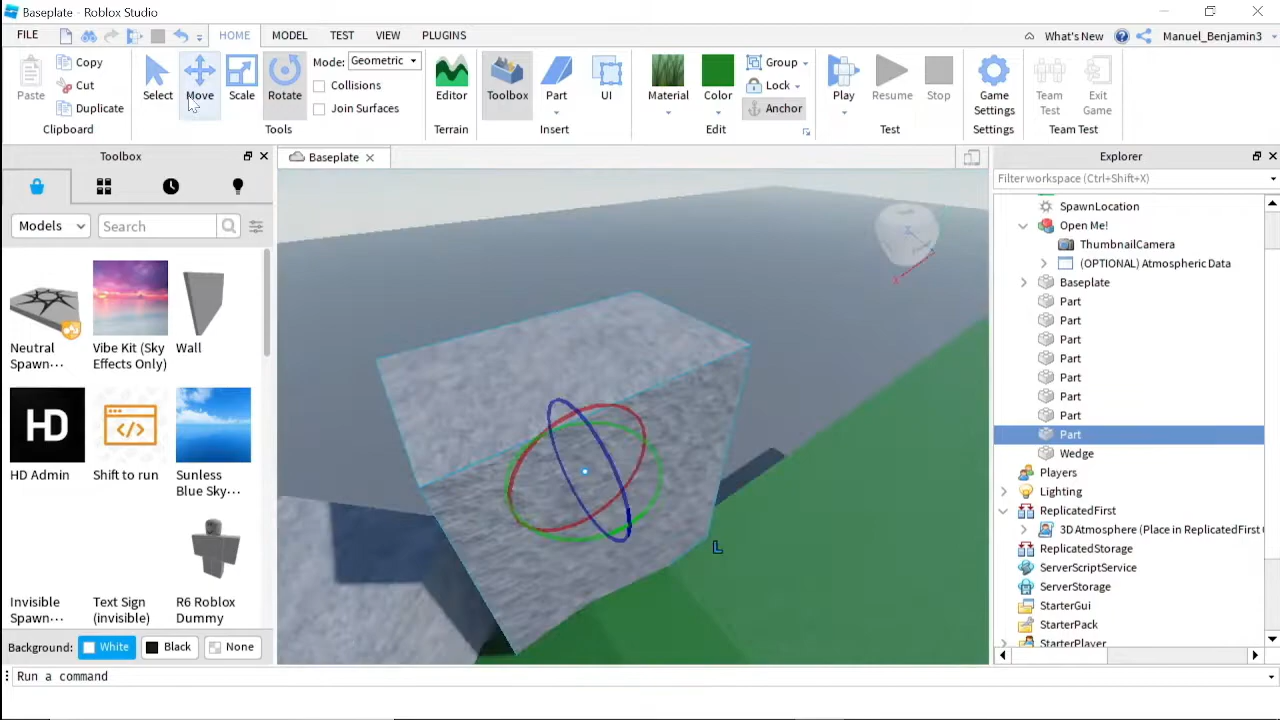 Baseplate - Roblox Studio
FILE
HOME
MODEL
TEST
VIEW
PLUGINS
What's New
Manuel_Benjamin3
Paste
Copy
Cut
Duplicate
Clipboard
Select
Move
Scale
Rotate
Mode: Geometric
Collisions
Join Surfaces
Tools
Editor
Terrain
Toolbox
Part
UI
Insert
Material
Color
Group
Lock
Anchor
Edit
Play
Resume
Stop
Test
Game
Settings
Settings
Team
Test
Exit
Game
Team Test
Toolbox
Models
Search
Neutral
Spawn...
Vibe Kit (Sky
Effects Only)
Wall
HD
HD Admin
Shift to run
Sunless
Blue Sky...
Invisible
Spawn...
Text Sign
(invisible)
R6 Roblox
Dummy
Background: White Black None
Baseplate
L
Explorer
Filter workspace (Ctrl+Shift+X)
SpawnLocation
Open Me!
ThumbnailCamera
(OPTIONAL) Atmospheric Data
Baseplate
Part
Part
Part
Part
Part
Part
Part
Part
Wedge
Players
Lighting
ReplicatedFirst
3D Atmosphere (Place in ReplicatedFirst
ReplicatedStorage
ServerScriptService
ServerStorage
StarterGui
StarterPack
StarterPlayer
Run a command